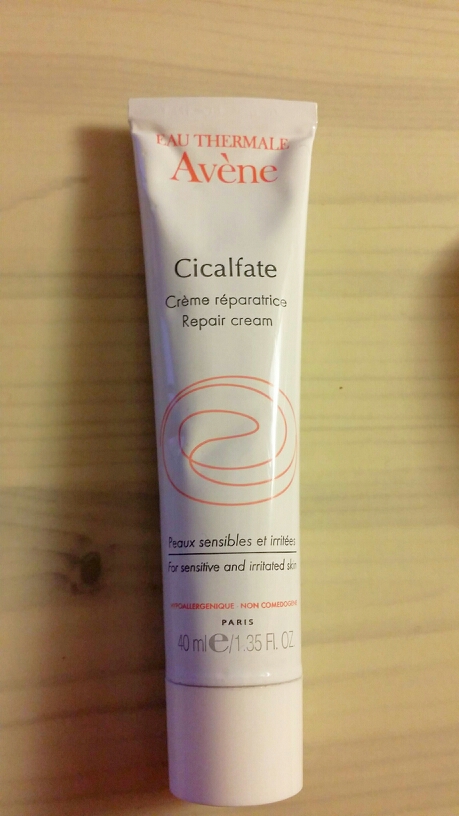 EAU THERMALE
Avène
Cicalfate
Crème réparatrice
Repair cream
Peaux sensibles et irritées
For sensitive and irritated skin
HYPOALLERGENIQUE - NON COMEDOGENE
PARIS
40 ml e/1.35 Fl. OZ